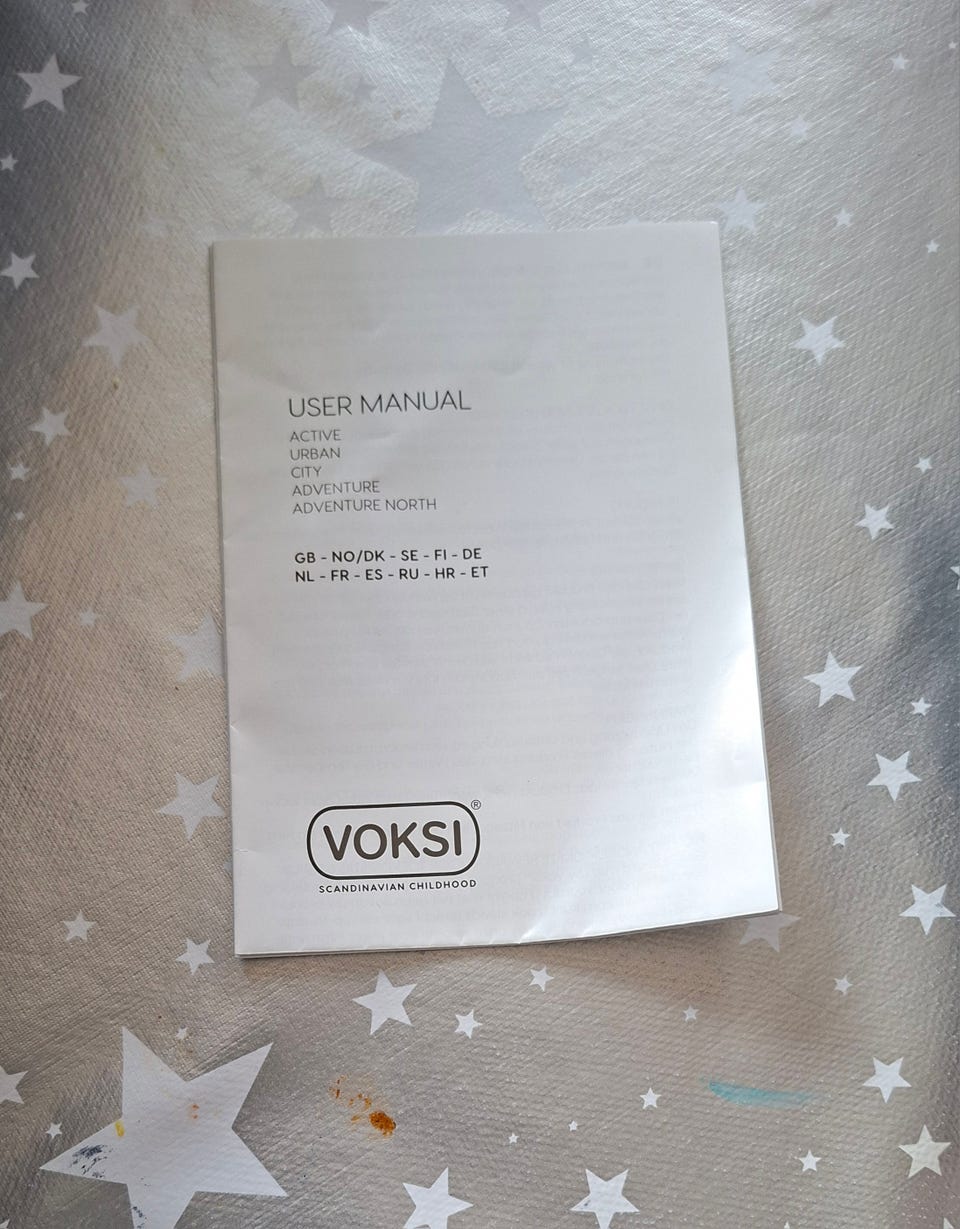 USER MANUAL
ACTIVE
URBAN
CITY
ADVENTURE
ADVENTURE NORTH
GB - NO/DK - SE - FI - DE
NL - FR - ES - RU - HR - ET
VOKSI®
SCANDINAVIAN CHILDHOOD